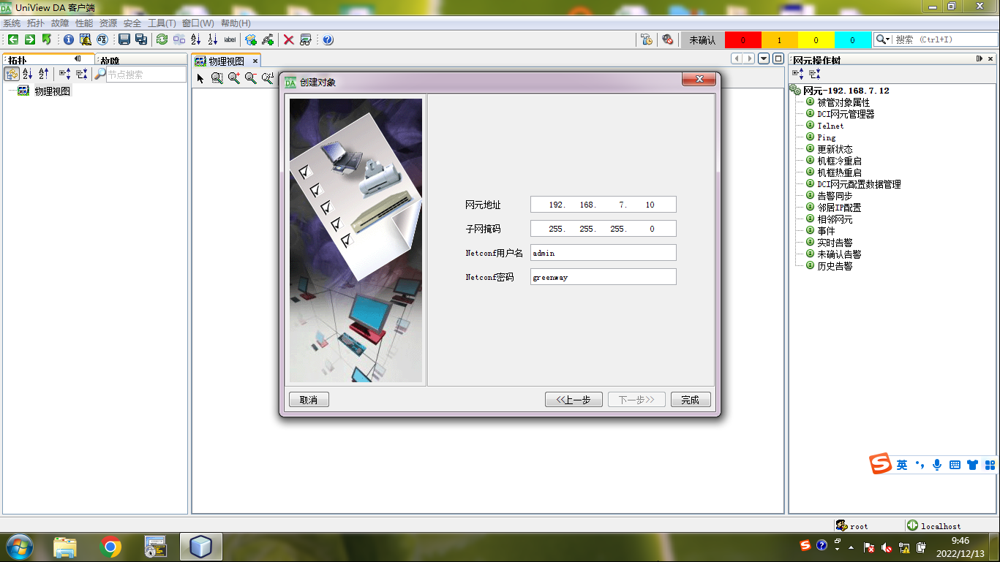 UniView DA 客户端
系统 拓扑 故障 性能 资源 安全 工具(T) 窗口(W) 帮助(H)
label 未确认 0 1 0 0 搜索 (Ctrl+I)
拓扑 故障
节点搜索
物理视图
物理视图
网元操作树
网元-192.168.7.12
被管对象属性
DCI网元管理器
Telnet
Ping
更新状态
机框冷重启
机框热重启
DCI网元配置数据管理
告警同步
邻居IP配置
相邻网元
事件
实时告警
未确认告警
历史告警
DA 创建对象
网元地址 192. 168. 7. 10
子网掩码 255. 255. 255. 0
Netconf用户名 admin
Netconf密码 greenway
取消 <<上一步 下一步>> 完成
英
root localhost
9:46
2022/12/13